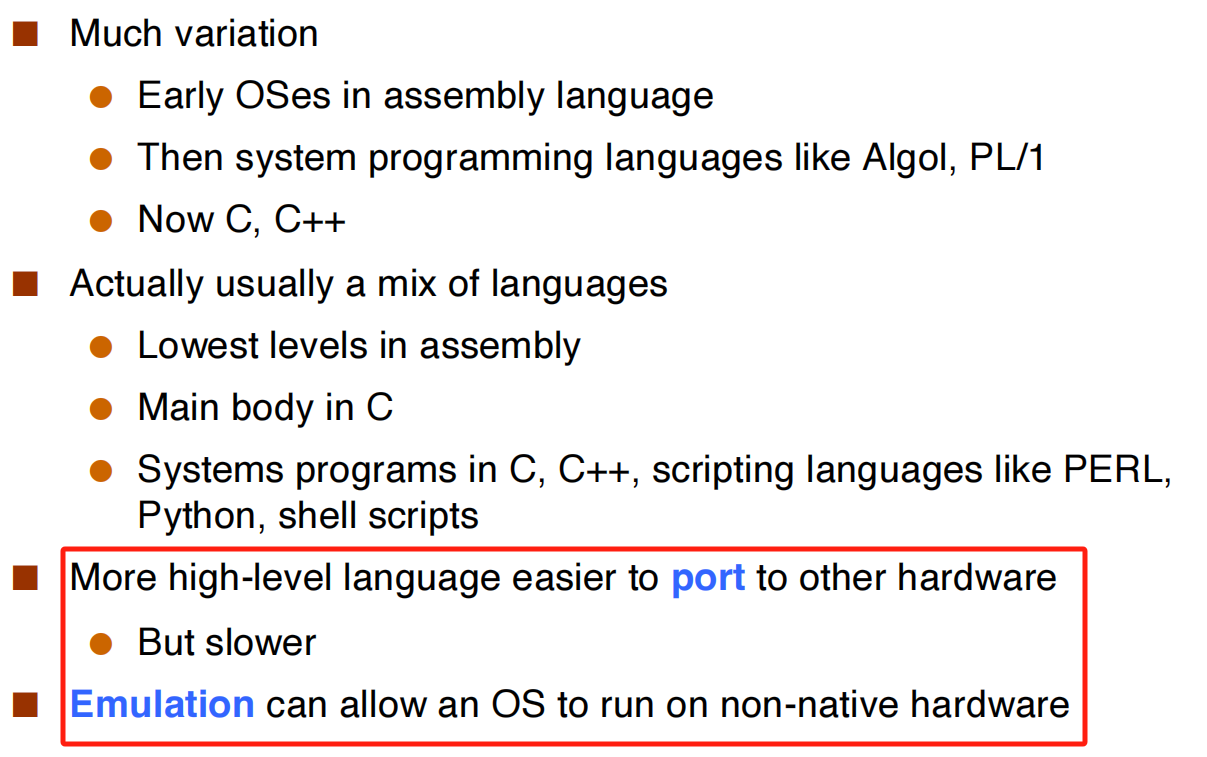 Much variation
Early OSes in assembly language
Then system programming languages like Algol, PL/1
Now C, C++
Actually usually a mix of languages
Lowest levels in assembly
Main body in C
Systems programs in C, C++, scripting languages like PERL,
Python, shell scripts
More high-level language easier to port to other hardware
But slower
Emulation can allow an OS to run on non-native hardware